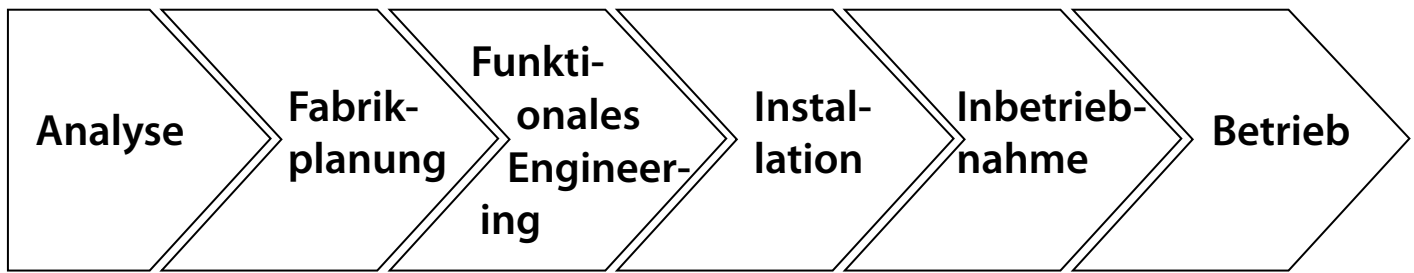 Analyse
Fabrik-
planung
Funkti-
onales
Engineer-
ing
Instal-
lation
Inbetrieb-
nahme
Betrieb